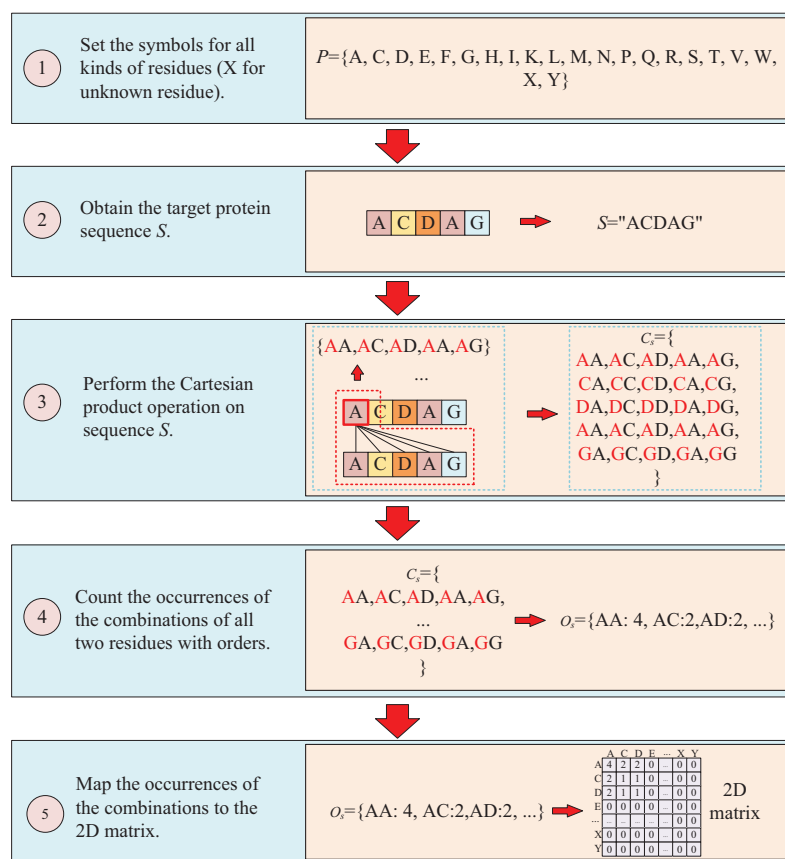 1
Set the symbols for all
kinds of residues (X for
unknown residue).
P={A, C, D, E, F, G, H, I, K, L, M, N, P, Q, R, S, T, V, W,
X, Y}
2
Obtain the target protein
sequence S.
A C D A G
S="ACDAG"
3
Perform the Cartesian
product operation on
sequence S.
{AA,AC,AD,AA,AG}
...
A C D A G
A C D A G
Cs={
AA,AC,AD,AA,AG,
CA,CC,CD,CA,CG,
DA,DC,DD,DA,DG,
AA,AC,AD,AA,AG,
GA,GC,GD,GA,GG
}
4
Count the occurrences of
the combinations of all
two residues with orders.
Cs={
AA,AC,AD,AA,AG,
...
GA,GC,GD,GA,GG
}
Os={AA: 4, AC:2,AD:2, ...}
5
Map the occurrences of
the combinations to the
2D matrix.
Os={AA: 4, AC:2,AD:2, ...}
A C D E ... X Y
A 4 2 2 0 ... 0 0
C 2 1 1 0 ... 0 0
D 2 1 1 0 ... 0 0
E 0 0 0 0 ... 0 0
... ... ... ... ... ... ... ...
X 0 0 0 0 ... 0 0
Y 0 0 0 0 ... 0 0
2D
matrix